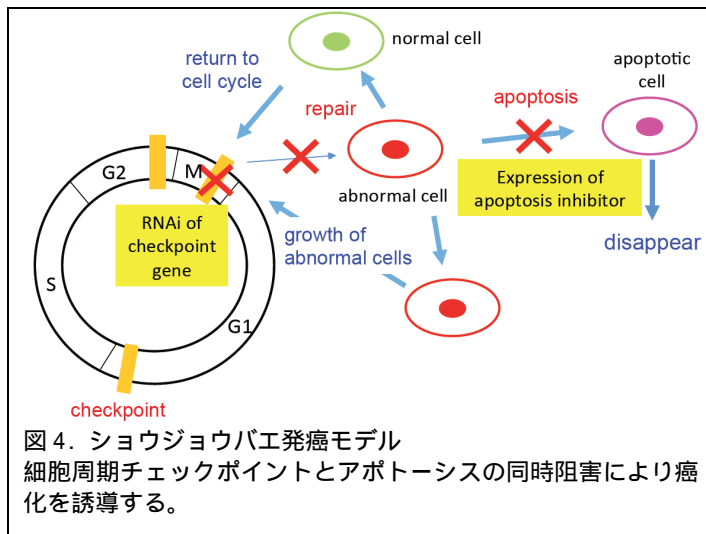 normal cell
return to
cell cycle
apoptotic
cell
repair
apoptosis
G2
M
abnormal cell
Expression of
apoptosis inhibitor
RNAi of
checkpoint
gene
growth of
abnormal cells
disappear
S
G1
checkpoint
図 4. ショウジョウバエ発癌モデル
細胞周期チェックポイントとアポトーシスの同時阻害により癌
化を誘導する。